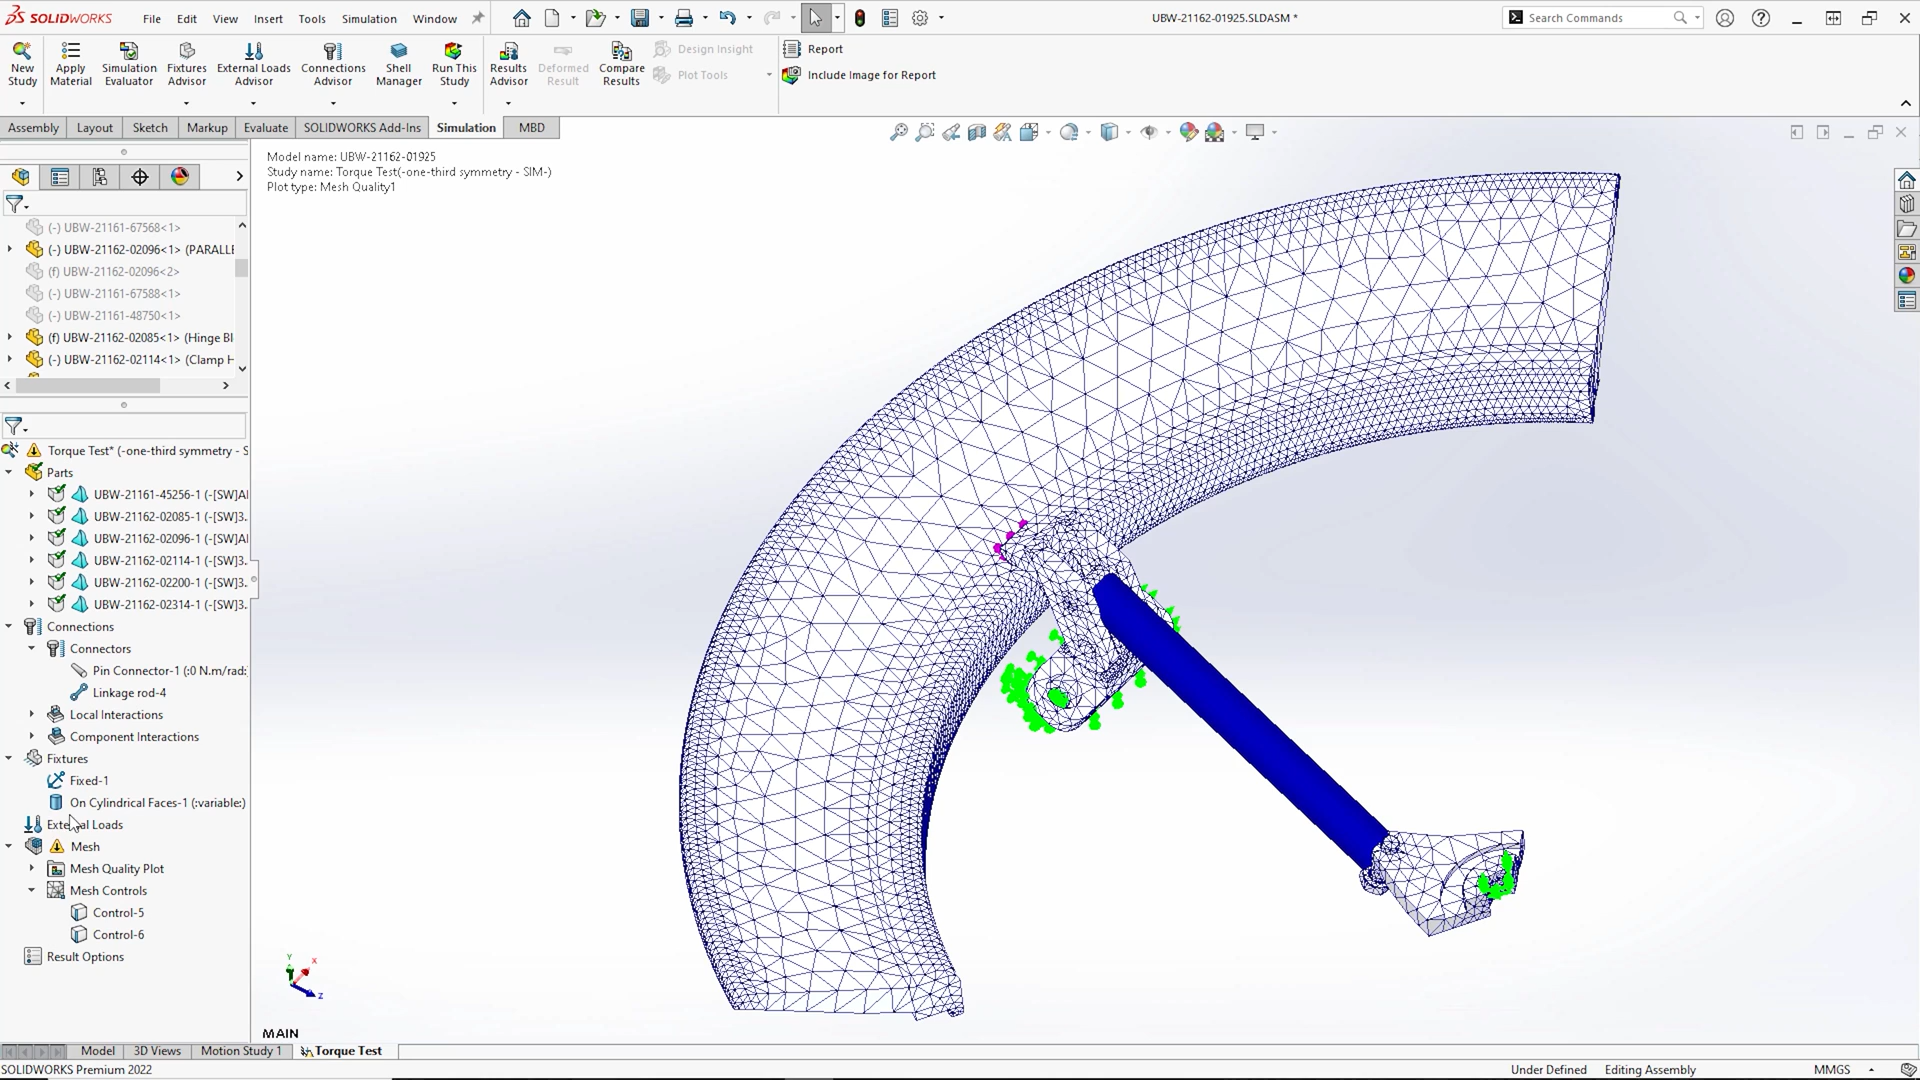 SOLIDWORKS File Edit View Insert Tools Simulation Window
UBW-21162-01925.SLDASM *
Search Commands
New Study
Apply Material
Simulation Evaluator
Fixtures Advisor
External Loads Advisor
Connections Advisor
Shell Manager
Run This Study
Results Advisor
Deformed Result
Compare Results
Design Insight
Plot Tools
Report
Include Image for Report
Assembly Layout Sketch Markup Evaluate SOLIDWORKS Add-Ins Simulation MBD
Model name: UBW-21162-01925
Study name: Torque Test(-one-third symmetry - SIM-)
Plot type: Mesh Quality1
(-) UBW-21161-67568<1>
(-) UBW-21162-02096<1> (PARALLE
(f) UBW-21162-02096<2>
(-) UBW-21161-67588<1>
(-) UBW-21161-48750<1>
(f) UBW-21162-02085<1> (Hinge Bl
(-) UBW-21162-02114<1> (Clamp H
Torque Test* (-one-third symmetry - S
Parts
UBW-21161-45256-1 (-[SW]Al
UBW-21162-02085-1 (-[SW]3.
UBW-21162-02096-1 (-[SW]Al
UBW-21162-02114-1 (-[SW]3.
UBW-21162-02200-1 (-[SW]3.
UBW-21162-02314-1 (-[SW]3.
Connections
Connectors
Pin Connector-1 (:0 N.m/rad:
Linkage rod-4
Local Interactions
Component Interactions
Fixtures
Fixed-1
On Cylindrical Faces-1 (:variable:)
External Loads
Mesh
Mesh Quality Plot
Mesh Controls
Control-5
Control-6
Result Options
Y
X
Z
MAIN
Model 3D Views Motion Study 1 Torque Test
SOLIDWORKS Premium 2022
Under Defined Editing Assembly MMGS